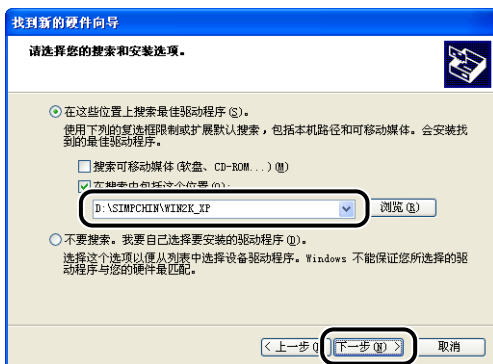 找到新的硬件向导
请选择您的搜索和安装选项。
在这些位置上搜索最佳驱动程序(S)。
使用下列的复选框限制或扩展默认搜索，包括本机路径和可移动媒体。会安装找
到的最佳驱动程序。
搜索可移动媒体(软盘、CD-ROM...)(M)
在搜索中包括这个位置(O):
D:\SIMPCHIN\WIN2K_XP
浏览(R)
不要搜索。我要自己选择要安装的驱动程序(D)。
选择这个选项以便从列表中选择设备驱动程序。Windows 不能保证您所选择的驱
动程序与您的硬件最匹配。
<上一步
下一步(N) >
取消